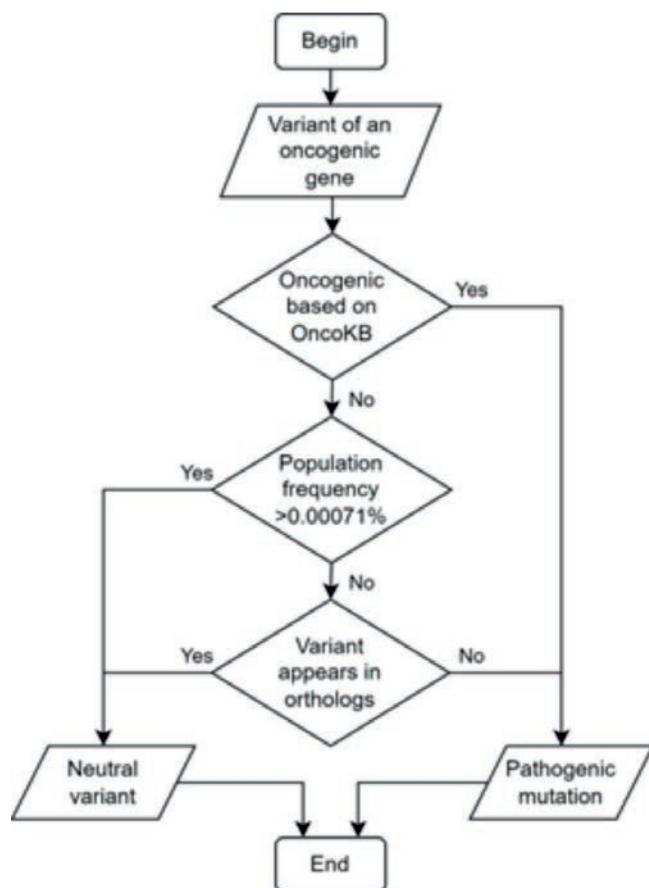 Begin
Variant of an
oncogenic
gene
Oncogenic
based on
OncoKB
Yes
No
Population
frequency
>0.00071%
Yes
No
Variant
appears in
orthologs
Yes
No
Neutral
variant
Pathogenic
mutation
End